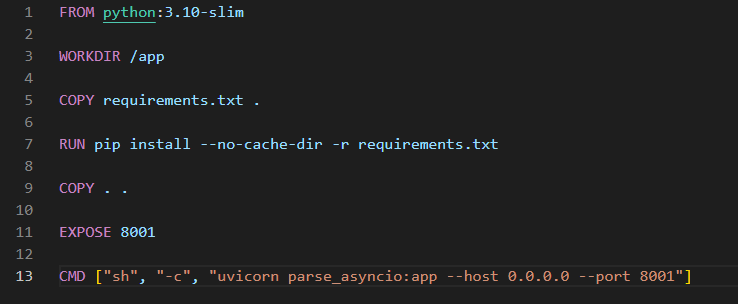 1 FROM python:3.10-slim
2
3 WORKDIR /app
4
5 COPY requirements.txt .
6
7 RUN pip install --no-cache-dir -r requirements.txt
8
9 COPY . .
10
11 EXPOSE 8001
12
13 CMD ["sh", "-c", "uvicorn parse_asyncio:app --host 0.0.0.0 --port 8001"]